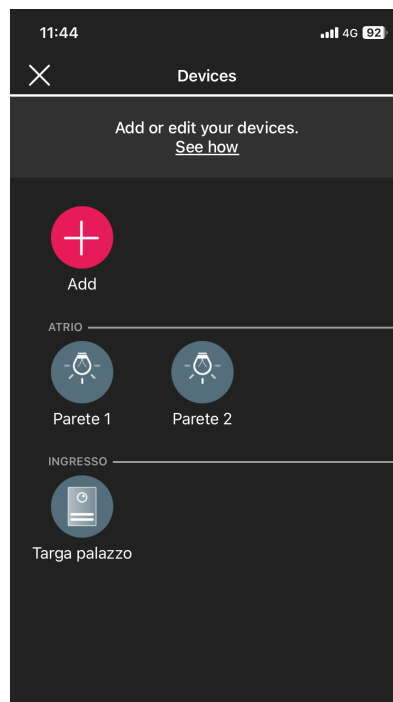 11:44
4G 92
Devices
Add or edit your devices.
See how
Add
ATRIO
Parete 1
Parete 2
INGRESSO
Targa palazzo